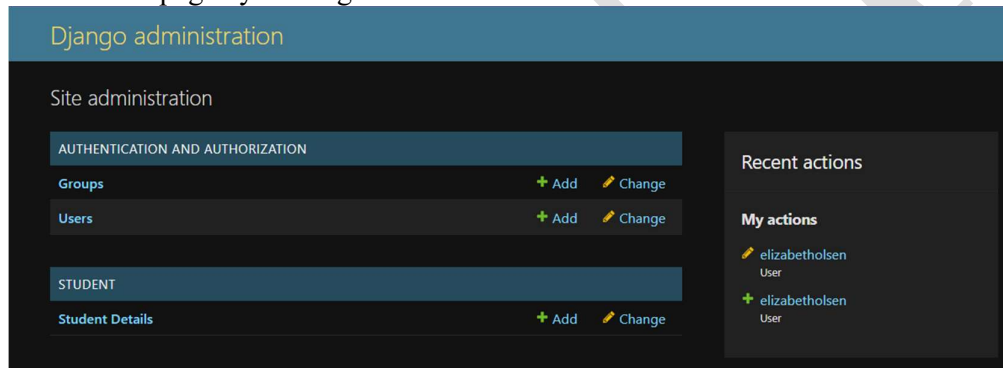 Django administration
Site administration
AUTHENTICATION AND AUTHORIZATION
Groups + Add Change
Users + Add Change
STUDENT
Student Details + Add Change
Recent actions
My actions
elizabetholsen
User
+ elizabetholsen
User